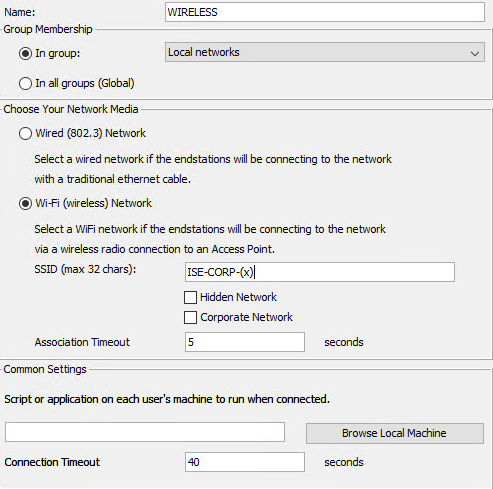 Name: WIRELESS
Group Membership
In group: Local networks
In all groups (Global)
Choose Your Network Media
Wired (802.3) Network
Select a wired network if the endstations will be connecting to the network
with a traditional ethernet cable.
Wi-Fi (wireless) Network
Select a WiFi network if the endstations will be connecting to the network
via a wireless radio connection to an Access Point.
SSID (max 32 chars): ISE-CORP-(x)
Hidden Network
Corporate Network
Association Timeout 5 seconds
Common Settings
Script or application on each user's machine to run when connected.
Browse Local Machine
Connection Timeout 40 seconds